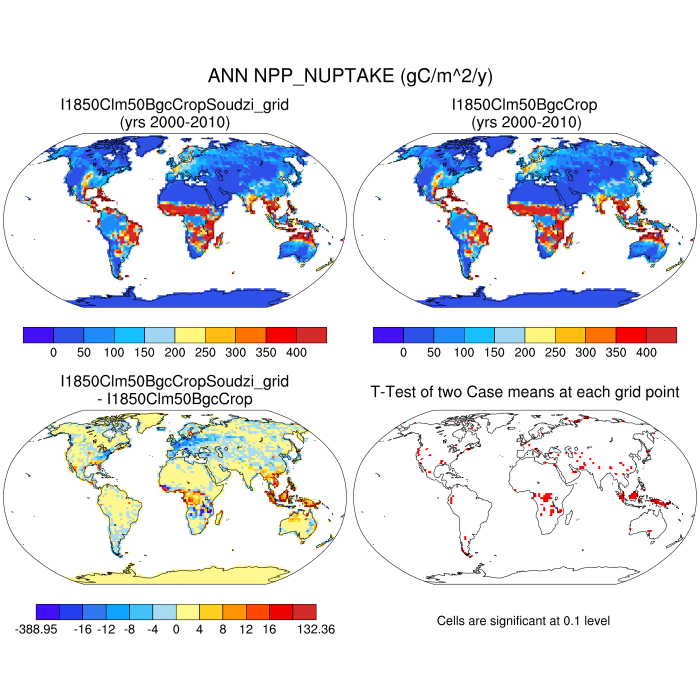 ANN NPP_NUPTAKE (gC/m^2/y)
I1850Clm50BgcCropSoudzi_grid
(yrs 2000-2010)
I1850Clm50BgcCrop
(yrs 2000-2010)
0 50 100 150 200 250 300 350 400
0 50 100 150 200 250 300 350 400
I1850Clm50BgcCropSoudzi_grid
- I1850Clm50BgcCrop
T-Test of two Case means at each grid point
-388.95 -16 -12 -8 -4 0 4 8 12 16 132.36
Cells are significant at 0.1 level